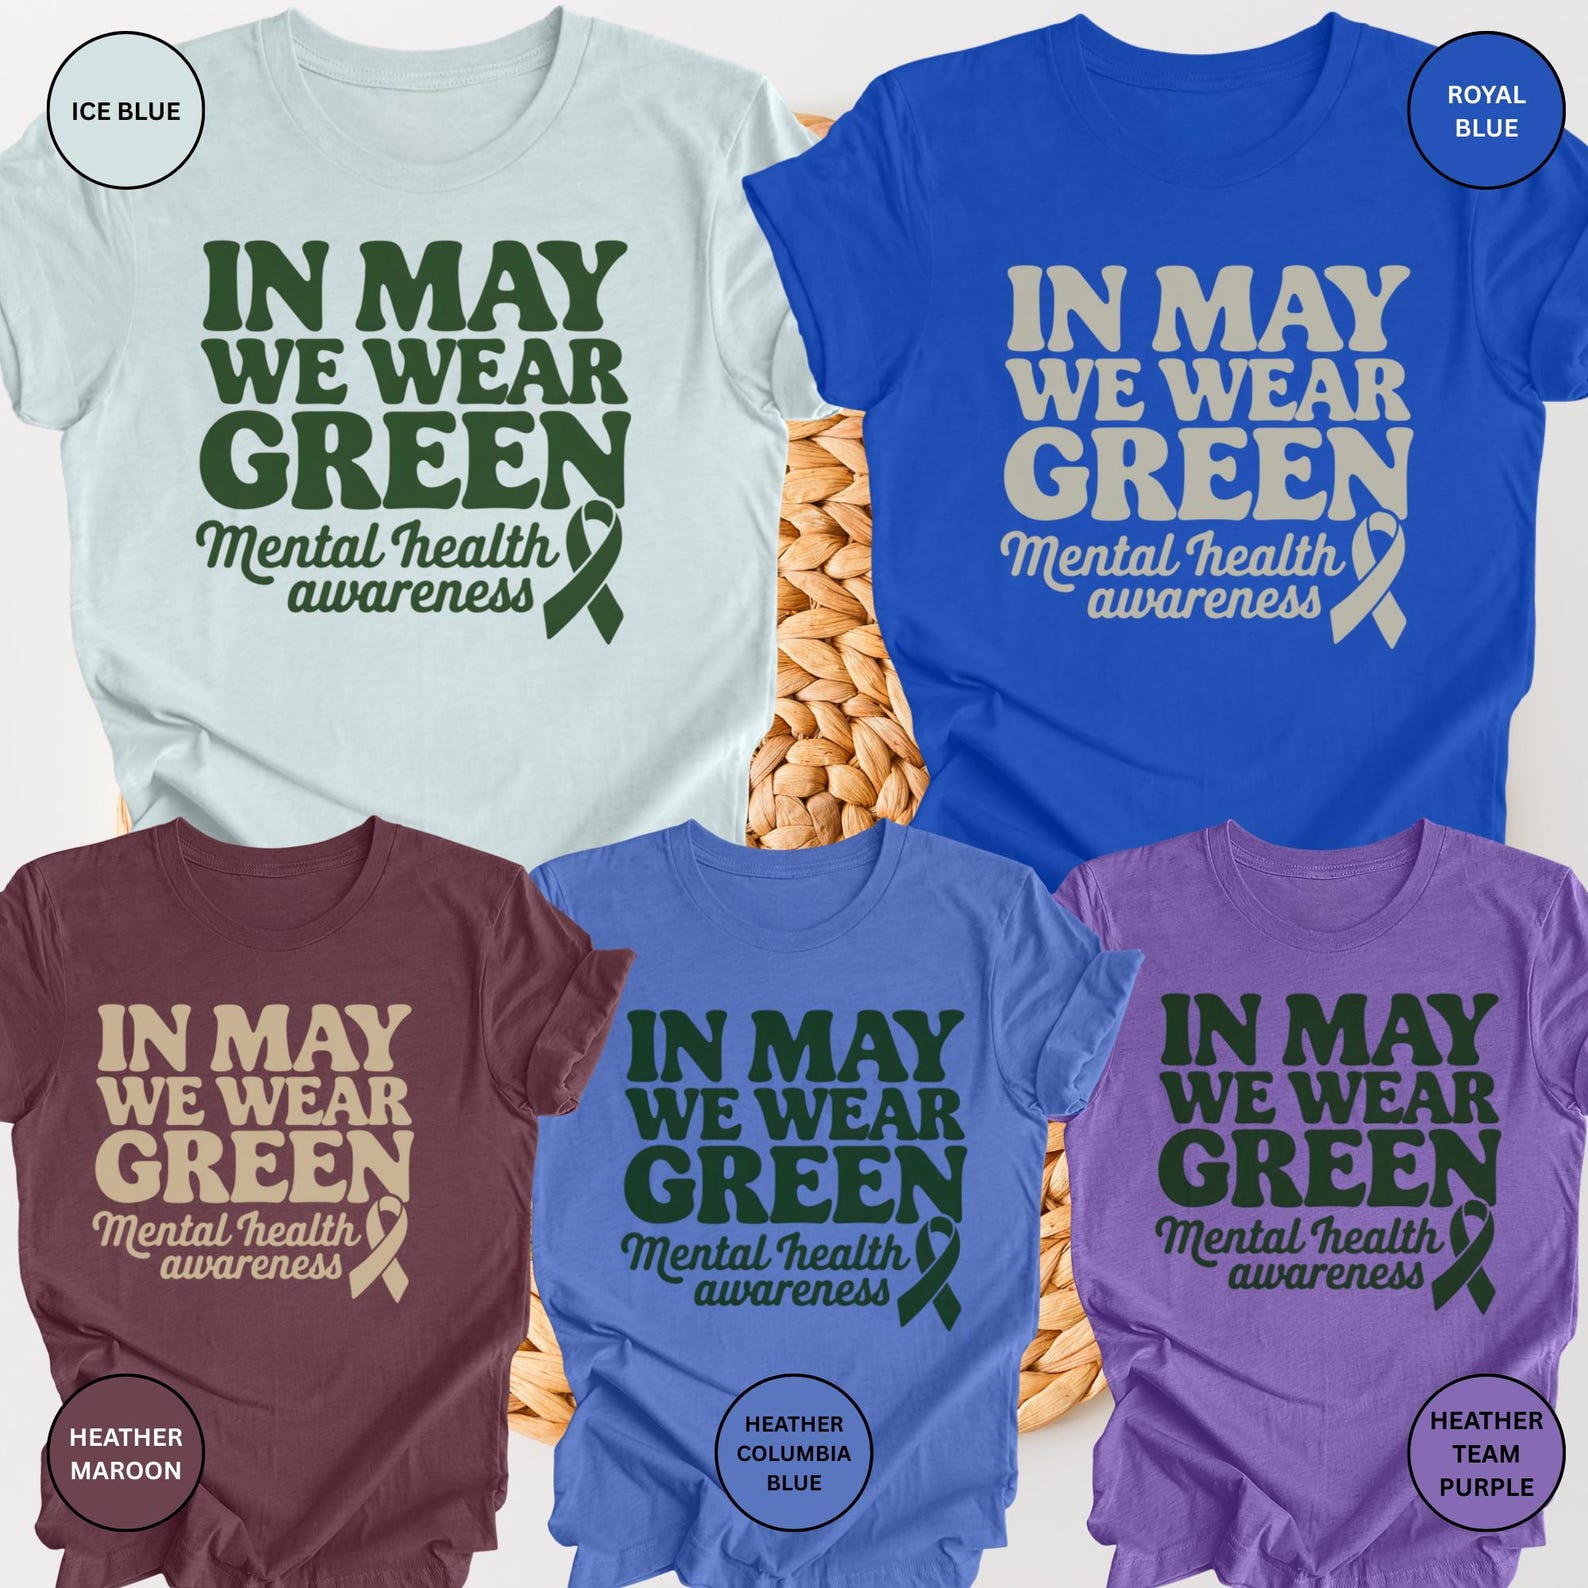 ICE BLUE
IN MAY
WE WEAR
GREEN
Mental health
awareness
ROYAL
BLUE
IN MAY
WE WEAR
GREEN
Mental health
awareness
IN MAY
WE WEAR
GREEN
Mental health
awareness
HEATHER
MAROON
IN MAY
WE WEAR
GREEN
Mental health
awareness
HEATHER
COLUMBIA
BLUE
IN MAY
WE WEAR
GREEN
Mental health
awareness
HEATHER
TEAM
PURPLE